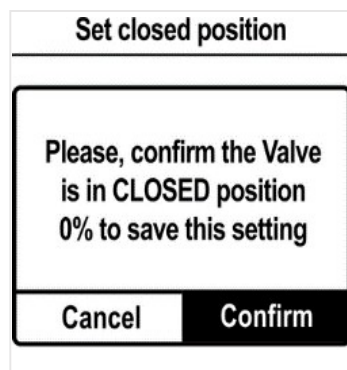 Set closed position
Please, confirm the Valve
is in CLOSED position
0% to save this setting
Cancel Confirm